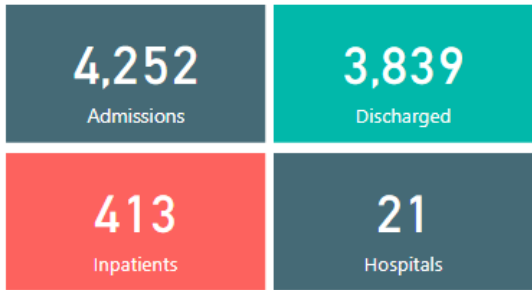 4,252
Admissions
3,839
Discharged
413
Inpatients
21
Hospitals